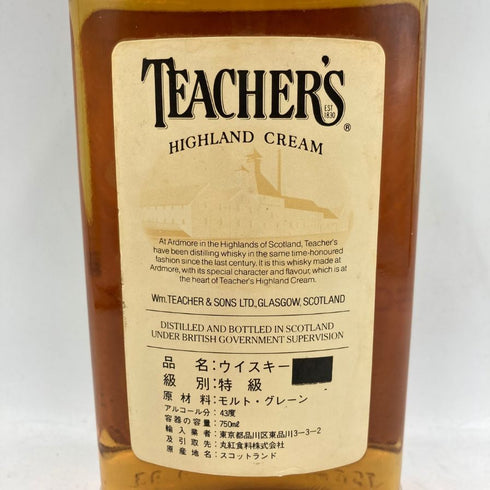 TEACHER'S
EST
1830
®
HIGHLAND CREAM
At Ardmore in the Highlands of Scotland, Teacher's
have been distilling whisky in the same time-honoured
fashion since the last century. It is this whisky made at
Ardmore, with its special character and flavour, which is at
the heart of Teacher's Highland Cream.
Wm. TEACHER & SONS LTD., GLASGOW, SCOTLAND
DISTILLED AND BOTTLED IN SCOTLAND
UNDER BRITISH GOVERNMENT SUPERVISION
品名:ウイスキー
級別:特級
原材料:モルト・グレーン
アルコール分:43度
容器の容量:750ml
輸入業者:東京都品川区東品川3-3-2
及引取先:丸紅食料株式会社
原産地名:スコットランド